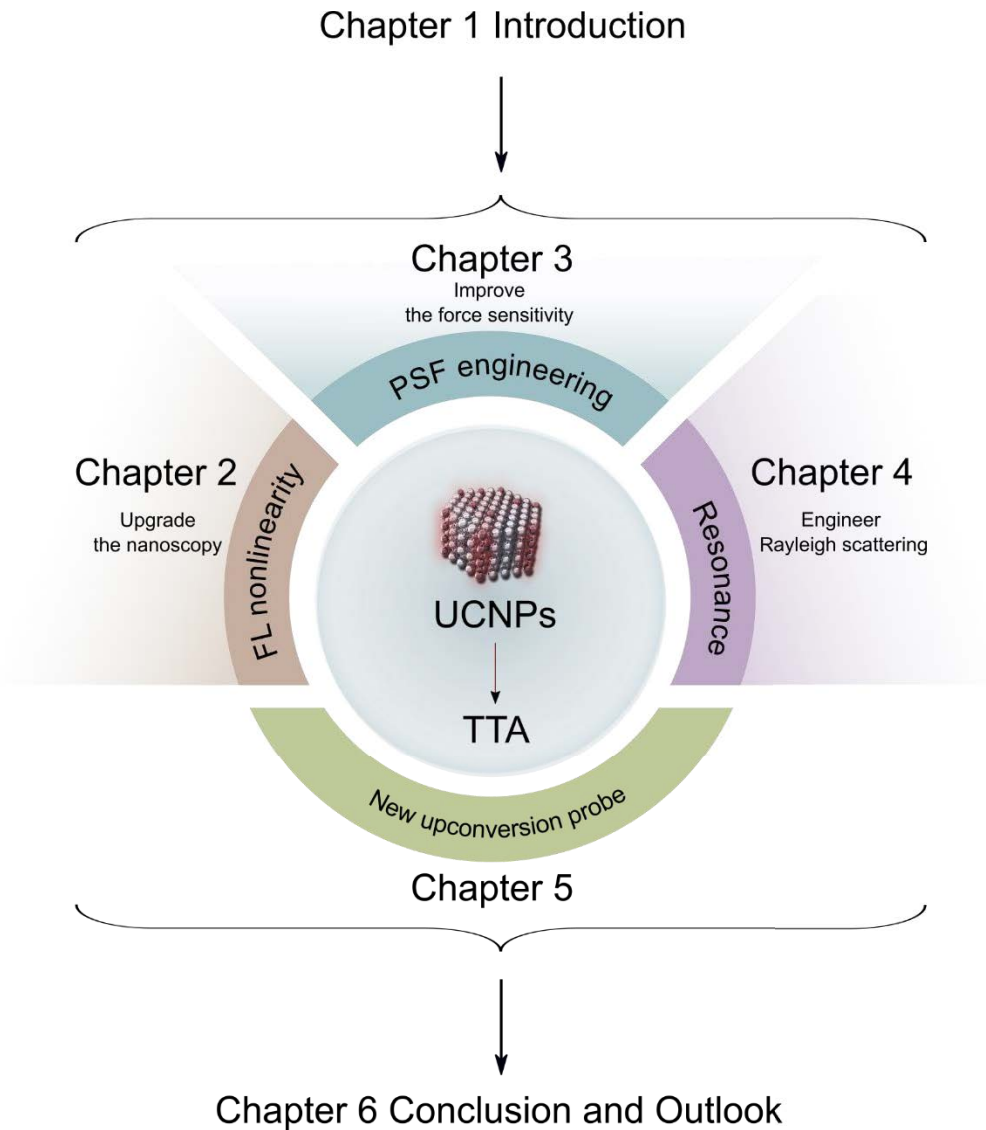 Chapter 1 Introduction
Chapter 3
Improve
the force sensitivity
PSF engineering
Chapter 2
Upgrade
the nanoscopy
FL nonlinearity
UCNPs
TTA
Resonance
Chapter 4
Engineer
Rayleigh scattering
New upconversion probe
Chapter 5
Chapter 6 Conclusion and Outlook